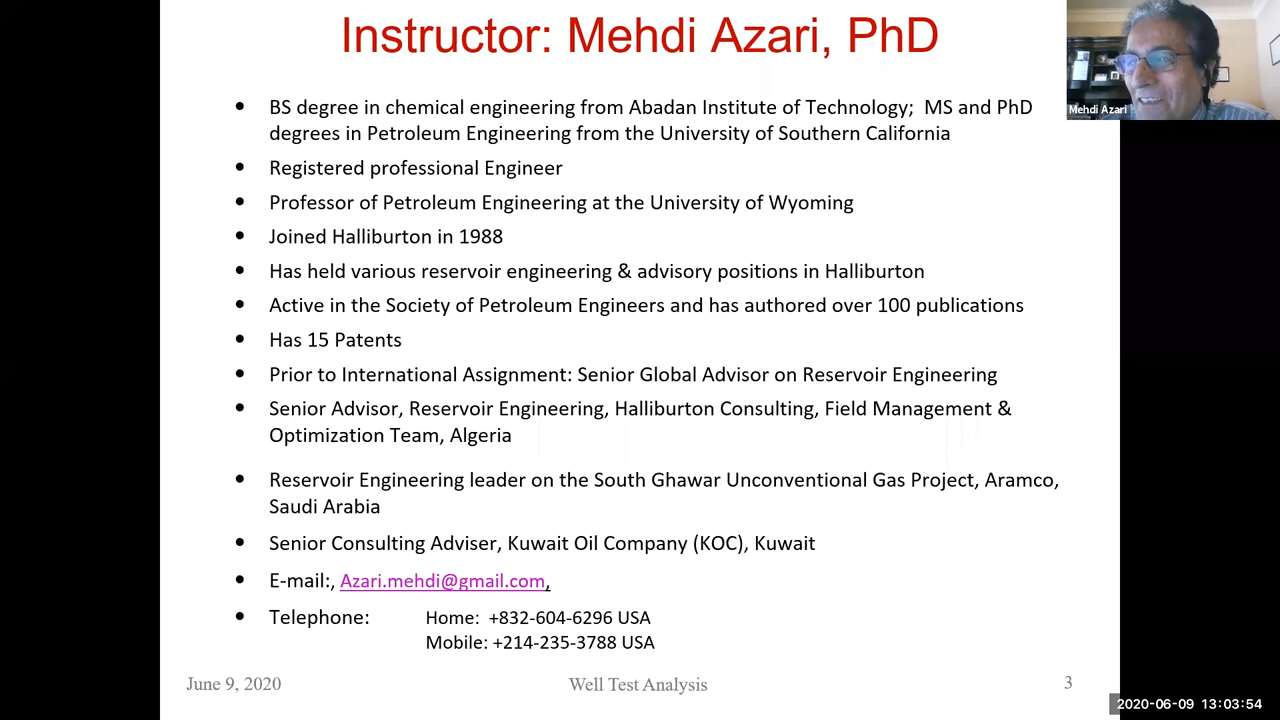 Instructor: Mehdi Azari, PhD
Mehdi Azari
• BS degree in chemical engineering from Abadan Institute of Technology; MS and PhD
degrees in Petroleum Engineering from the University of Southern California
• Registered professional Engineer
• Professor of Petroleum Engineering at the University of Wyoming
• Joined Halliburton in 1988
• Has held various reservoir engineering & advisory positions in Halliburton
• Active in the Society of Petroleum Engineers and has authored over 100 publications
• Has 15 Patents
• Prior to International Assignment: Senior Global Advisor on Reservoir Engineering
• Senior Advisor, Reservoir Engineering, Halliburton Consulting, Field Management &
Optimization Team, Algeria
• Reservoir Engineering leader on the South Ghawar Unconventional Gas Project, Aramco,
Saudi Arabia
• Senior Consulting Adviser, Kuwait Oil Company (KOC), Kuwait
• E-mail:, Azari.mehdi@gmail.com,
• Telephone: Home: +832-604-6296 USA
Mobile: +214-235-3788 USA
June 9, 2020 Well Test Analysis 3
2020-06-09 13:03:54